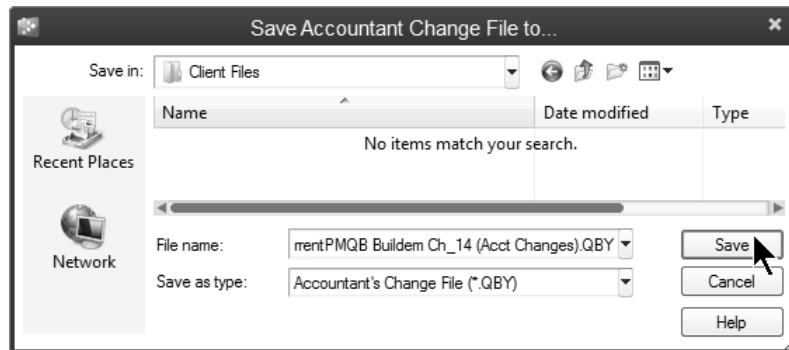 Save Accountant Change File to...
Save in:
Client Files
Name
Date modified
Type
No items match your search.
Recent Places
Network
File name:
mentPMQB Buildem Ch_14 (Acct Changes).QBY
Save
Save as type:
Accountant's Change File (*.QBY)
Cancel
Help